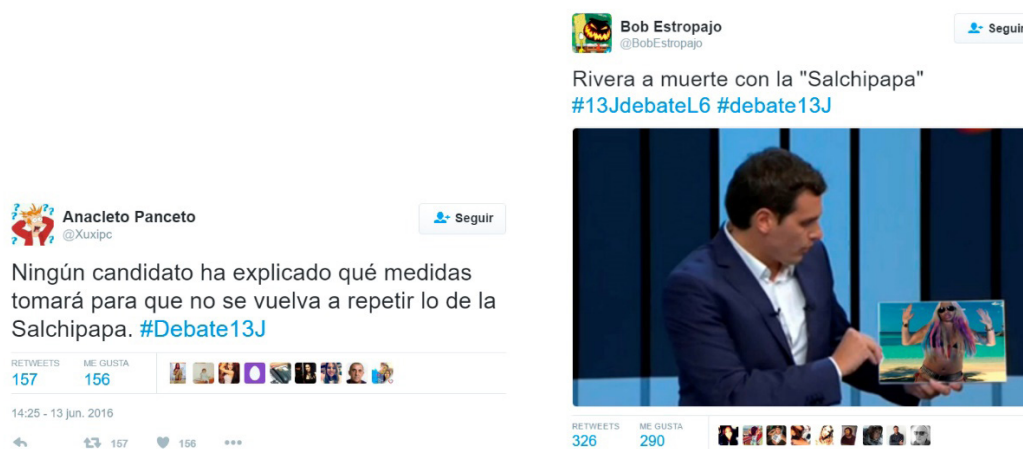 Anacleto Panceto
@Xuxipc
Seguir
Ningún candidato ha explicado qué medidas
tomará para que no se vuelva a repetir lo de la
Salchipapa. #Debate13J
RETWEETS ME GUSTA
157 156
14:25 - 13 jun. 2016
157 156
Bob Estropajo
@BobEstropajo
Seguir
Rivera a muerte con la "Salchipapa"
#13JdebateL6 #debate13J
RETWEETS ME GUSTA
326 290